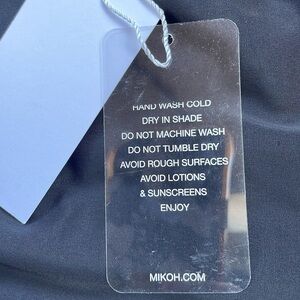 HAND WASH COLD
DRY IN SHADE
DO NOT MACHINE WASH
DO NOT TUMBLE DRY
AVOID ROUGH SURFACES
AVOID LOTIONS
& SUNSCREENS
ENJOY
MIKOH.COM